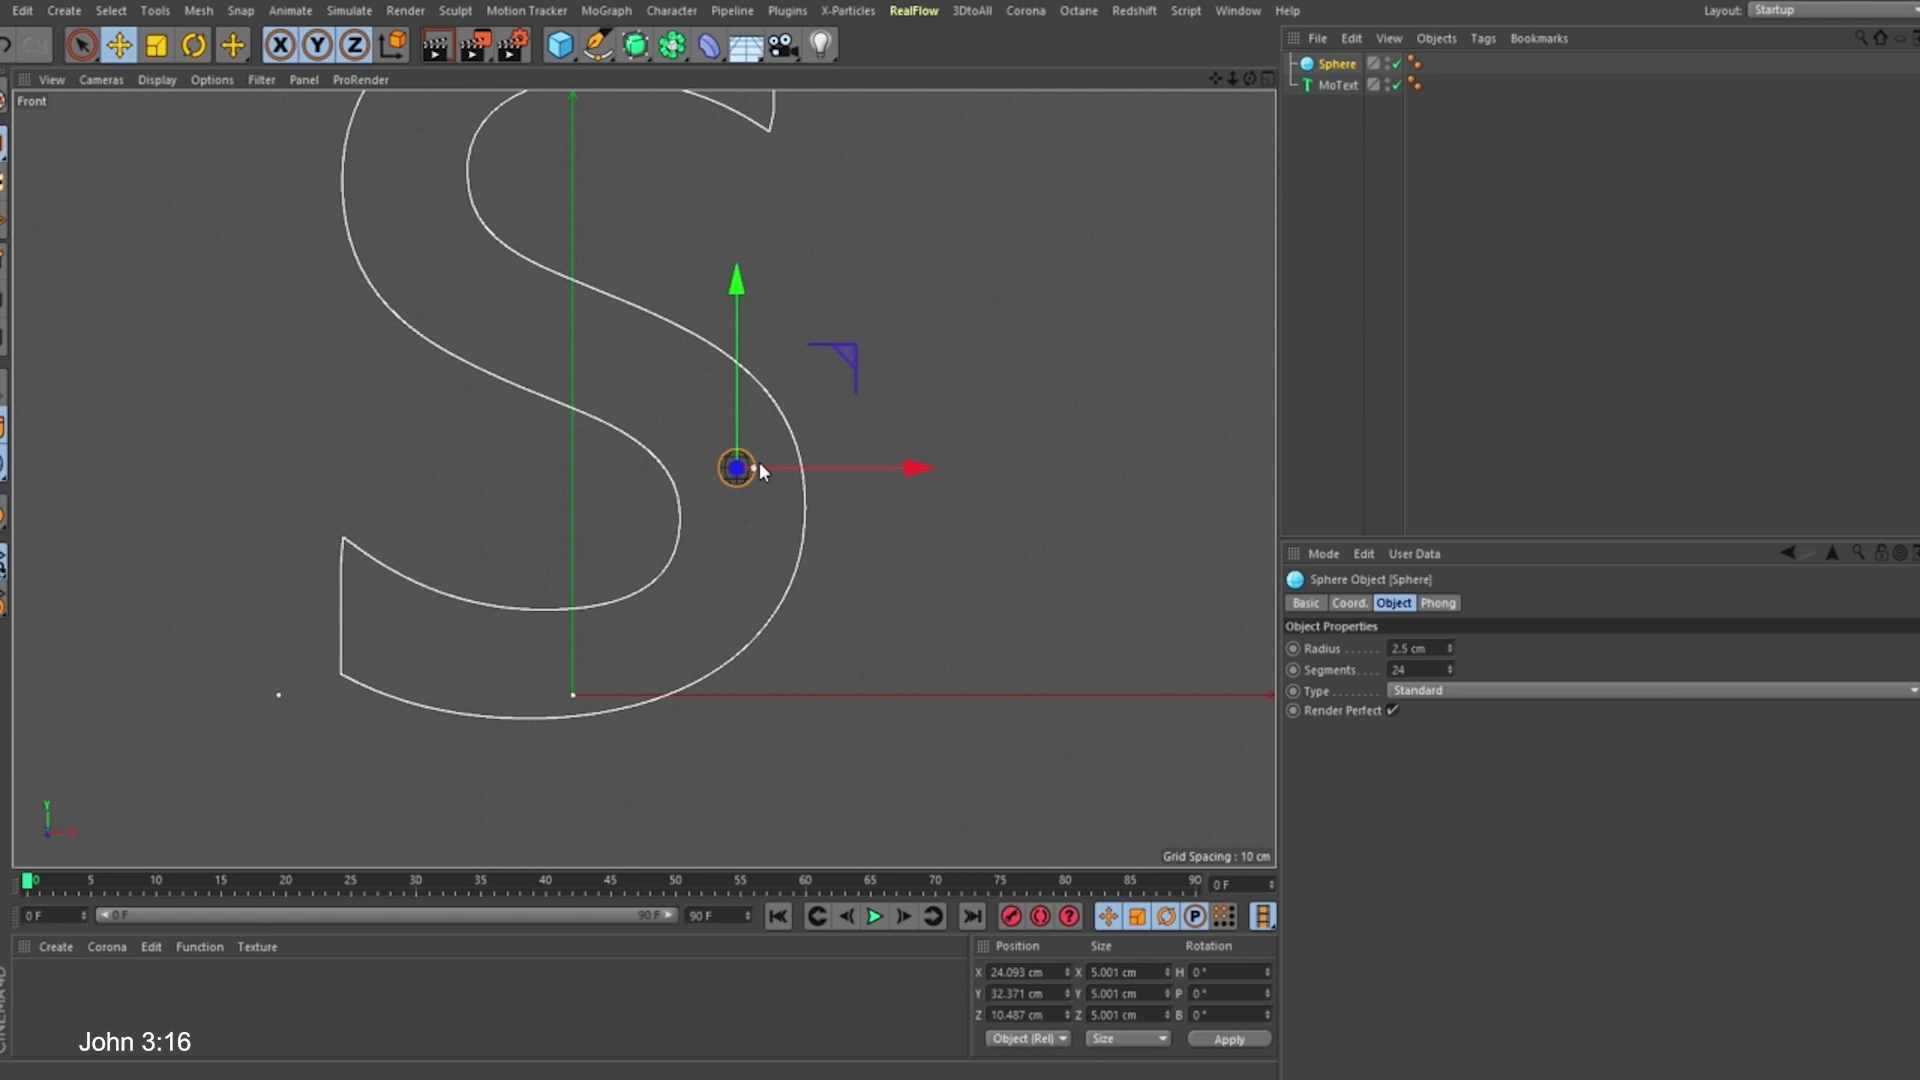 Edit Create Select Tools Mesh Snap Animate Simulate Render Sculpt Motion Tracker MoGraph Character Pipeline Plugins X-Particles RealFlow 3DtoAll Corona Octane Redshift Script Window Help Layout: Startup
X Y Z
File Edit View Objects Tags Bookmarks
Sphere
MoText
View Cameras Display Options Filter Panel ProRender
Front
Y
Grid Spacing : 10 cm
Mode Edit User Data
Sphere Object [Sphere]
Basic Coord. Object Phong
Object Properties
Radius 2.5 cm
Segments 24
Type Standard
Render Perfect
0 5 10 15 20 25 30 35 40 45 50 55 60 65 70 75 80 85 90 0 F
0 F 0 F 90 F 90 F P
Create Corona Edit Function Texture
Position Size Rotation
X 24.093 cm X 5.001 cm H 0 °
Y 32.371 cm Y 5.001 cm P 0 °
Z 10.487 cm Z 5.001 cm B 0 °
Object (Rel) Size Apply
CINEMA 4D
John 3:16